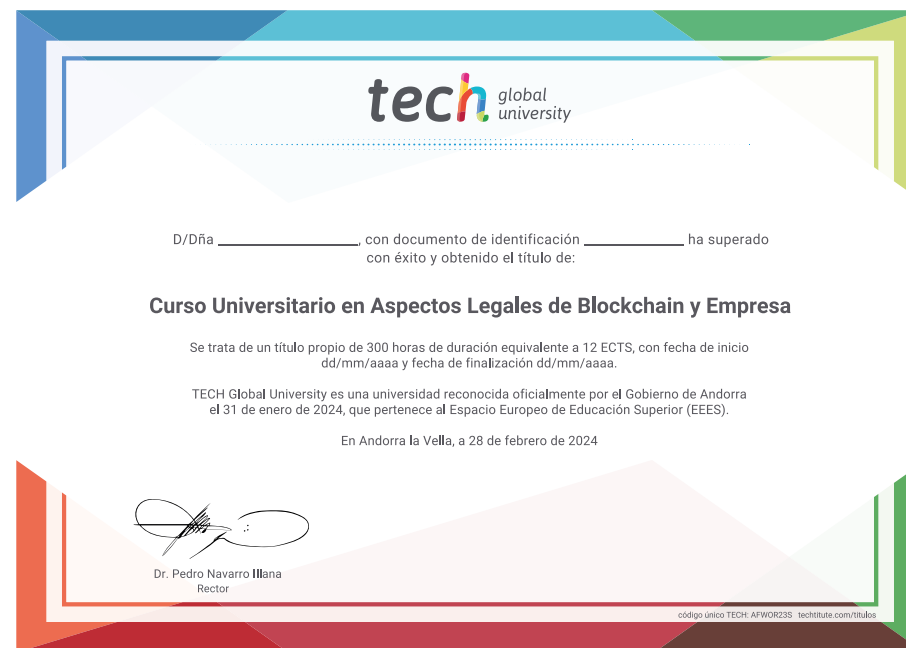 tech global
university
D/Dña ______________, con documento de identificación __________ ha superado
con éxito y obtenido el título de:
Curso Universitario en Aspectos Legales de Blockchain y Empresa
Se trata de un título propio de 300 horas de duración equivalente a 12 ECTS, con fecha de inicio
dd/mm/aaaa y fecha de finalización dd/mm/aaaa.
TECH Global University es una universidad reconocida oficialmente por el Gobierno de Andorra
el 31 de enero de 2024, que pertenece al Espacio Europeo de Educación Superior (EEES).
En Andorra la Vella, a 28 de febrero de 2024
Dr. Pedro Navarro Illana
Rector
código único TECH: AFWOR23S techtitute.com/titulos